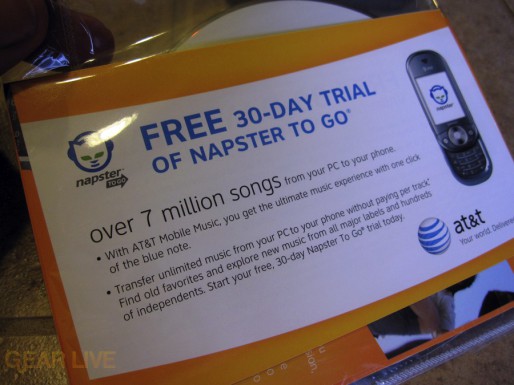 FREE 30-DAY TRIAL
OF NAPSTER TO GO®
napster
TO GO
napster
over 7 million songs from your PC to your phone.
• With AT&T Mobile Music, you get the ultimate music experience with one click
of the blue note.
• Transfer unlimited music from your PC to your phone without paying per track.
Find old favorites and explore new music from all major labels and hundreds
of independents. Start your free, 30-day Napster To Go® trial today.
at&t
Your world. Delivered
GEAR LIVE